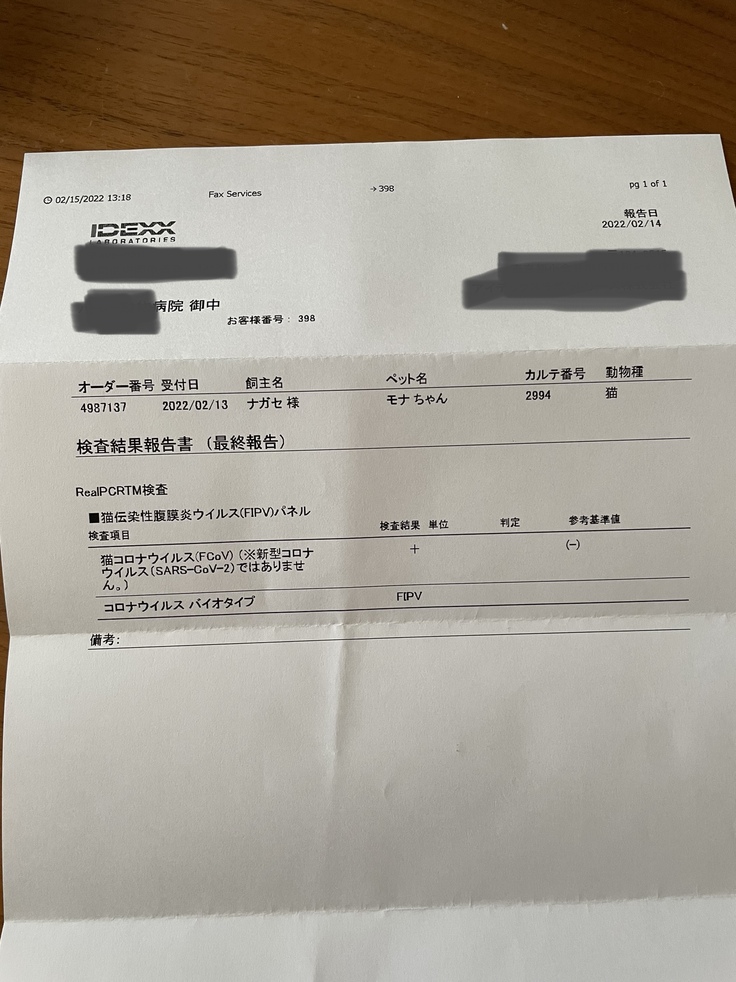 02/15/2022 13:18 Fax Services →398 pg 1 of 1
IDEXX
LABORATORIES
報告日
2022/02/14
病院 御中
お客様番号: 398
オーダー番号 受付日 飼主名 ペット名 カルテ番号 動物種
4987137 2022/02/13 ナガセ 様 モナ ちゃん 2994 猫
検査結果報告書 (最終報告)
RealPCRTM検査
■猫伝染性腹膜炎ウイルス(FIPV)パネル
検査項目 検査結果 単位 判定 参考基準値
猫コロナウイルス(FCoV) (※新型コロナ
ウイルス(SARS-CoV-2)ではありませ
ん。) + (-)
コロナウイルス バイオタイプ FIPV
備考: